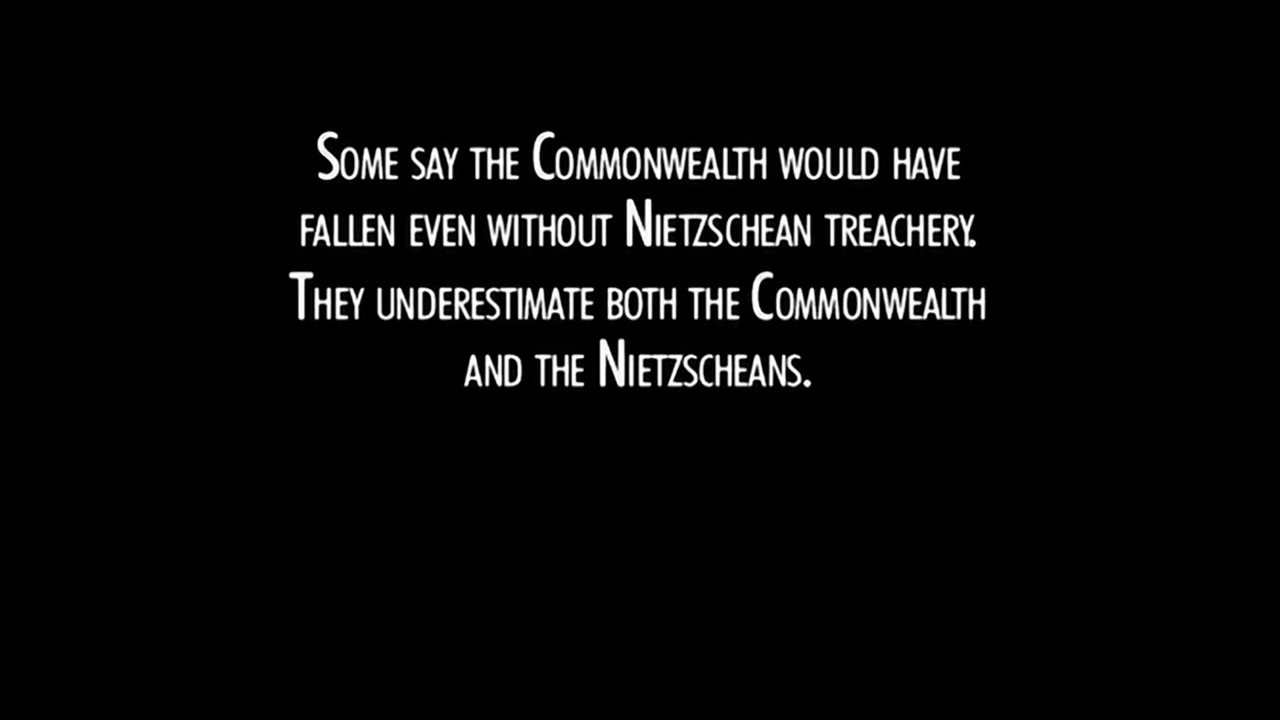 Some say the Commonwealth would have
fallen even without Nietzschean treachery.
They underestimate both the Commonwealth
and the Nietzscheans.